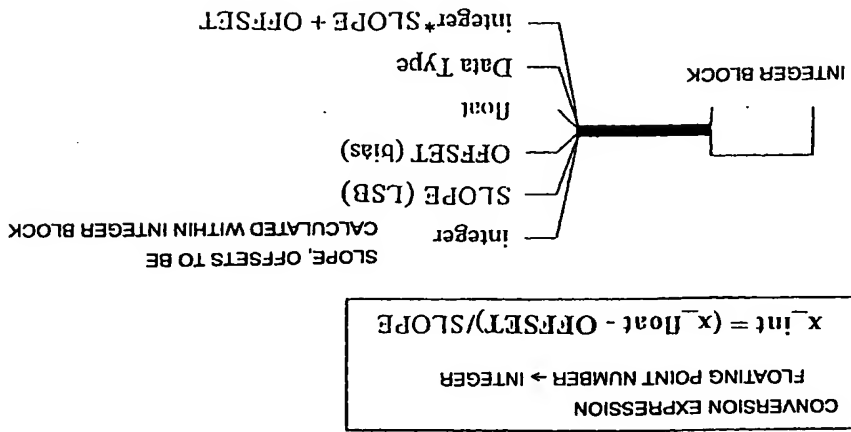 CONVERSION EXPRESSION
FLOATING POINT NUMBER → INTEGER
x_int = (x_float - OFFSET)/SLOPE
SLOPE, OFFSETS TO BE
CALCULATED WITHIN INTEGER BLOCK
integer
SLOPE (LSB)
OFFSET (bias)
float
Data Type
integer*SLOPE + OFFSET
INTEGER BLOCK